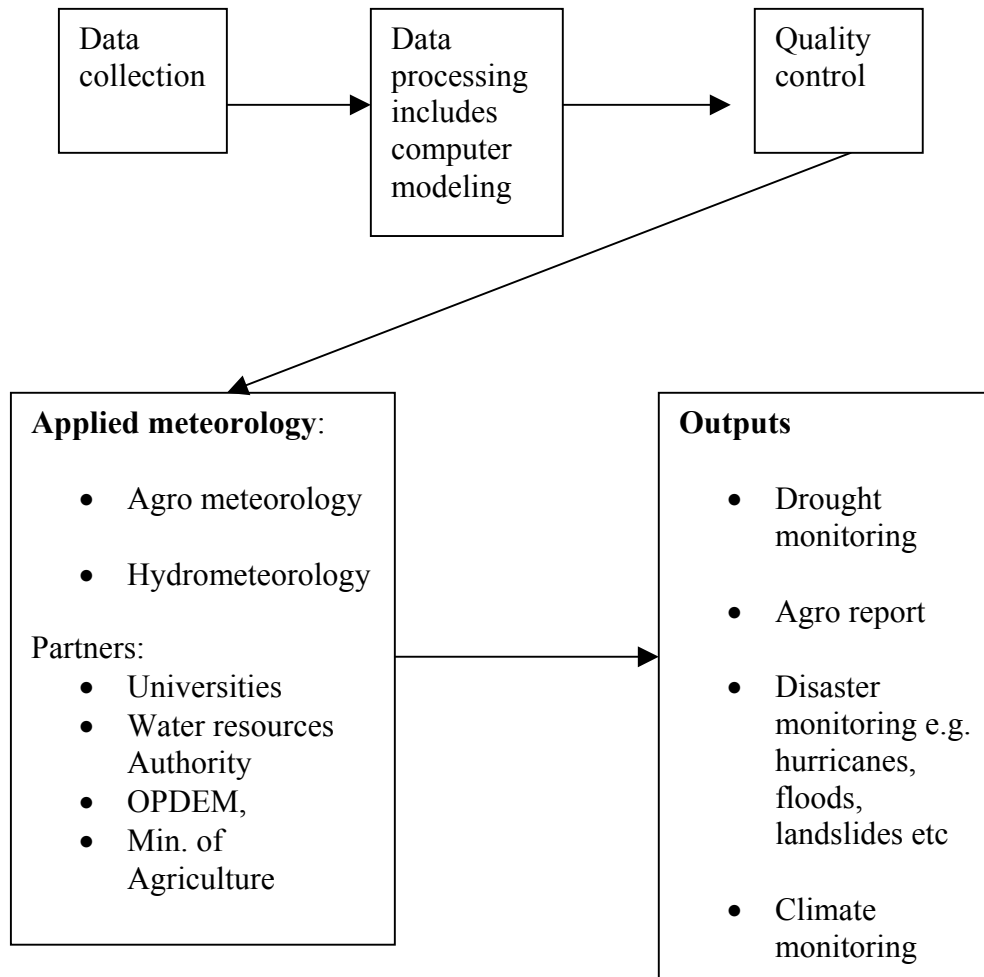 Data
collection
Data
processing
includes
computer
modeling
Quality
control
Applied meteorology:
• Agro meteorology
• Hydrometeorology
Partners:
• Universities
• Water resources
Authority
• OPDEM,
• Min. of
Agriculture
Outputs
• Drought
monitoring
• Agro report
• Disaster
monitoring e.g.
hurricanes,
floods,
landslides etc
• Climate
monitoring